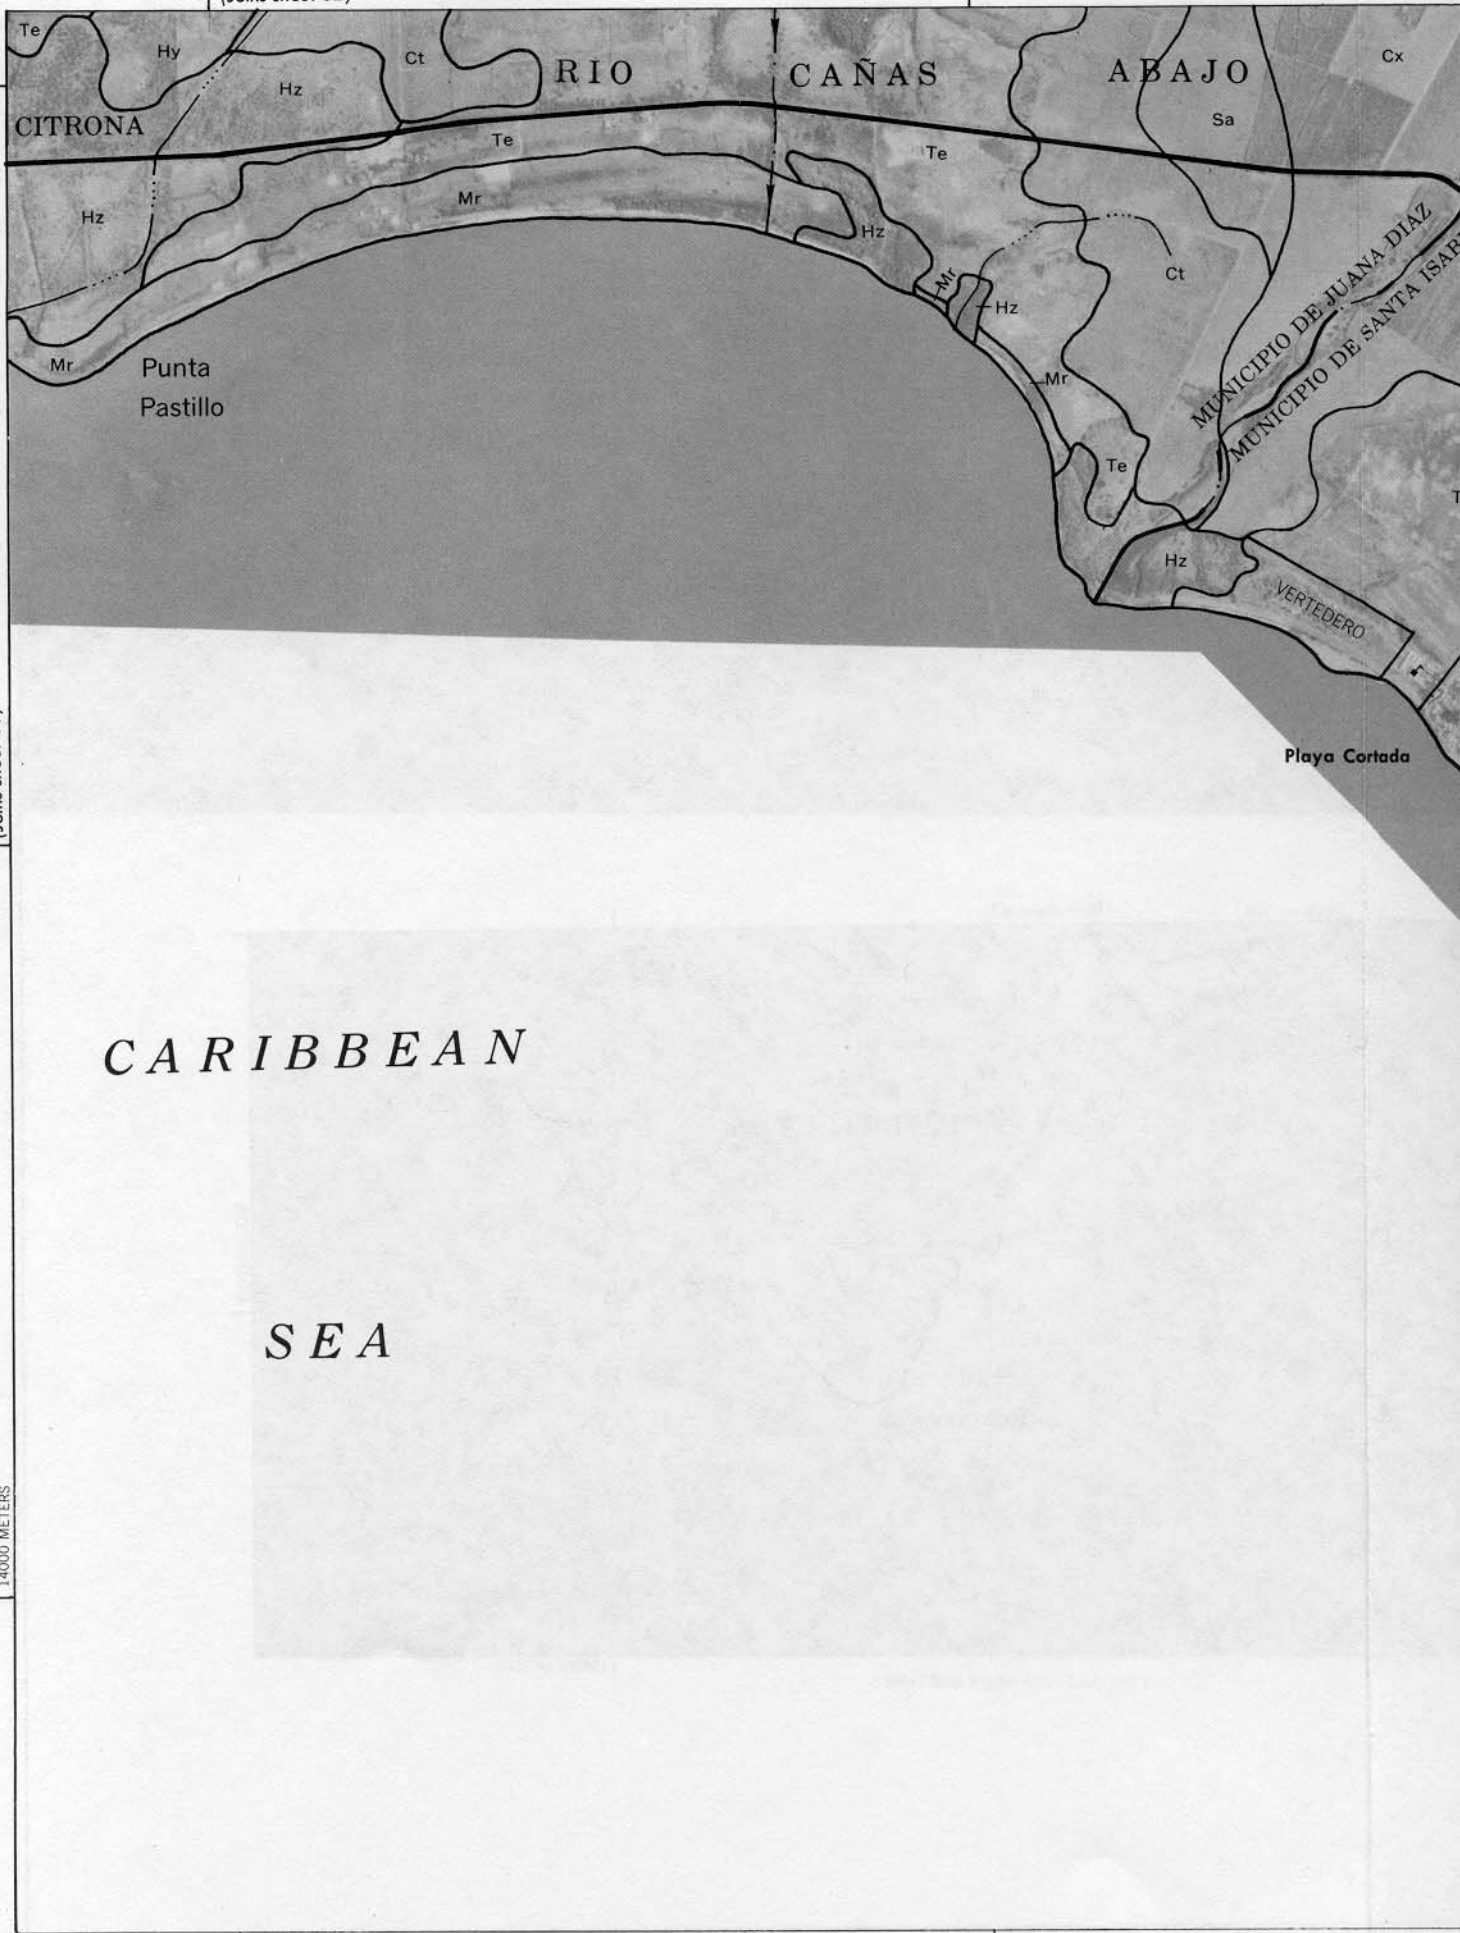 Te
Hy
Ct
Cx
RIO CAÑAS ABAJO
Hz
Sa
CITRONA
Te
Te
Mr
Hz
Hz
MUNICIPIO DE JUANA DIAZ
MUNICIPIO DE SANTA
Ct
Mr
Hz
Mr
Punta
Pastillo
Mr
Te
Hz
VERTEDERO
Playa Cortada
CARIBBEAN
SEA
14000 METERS